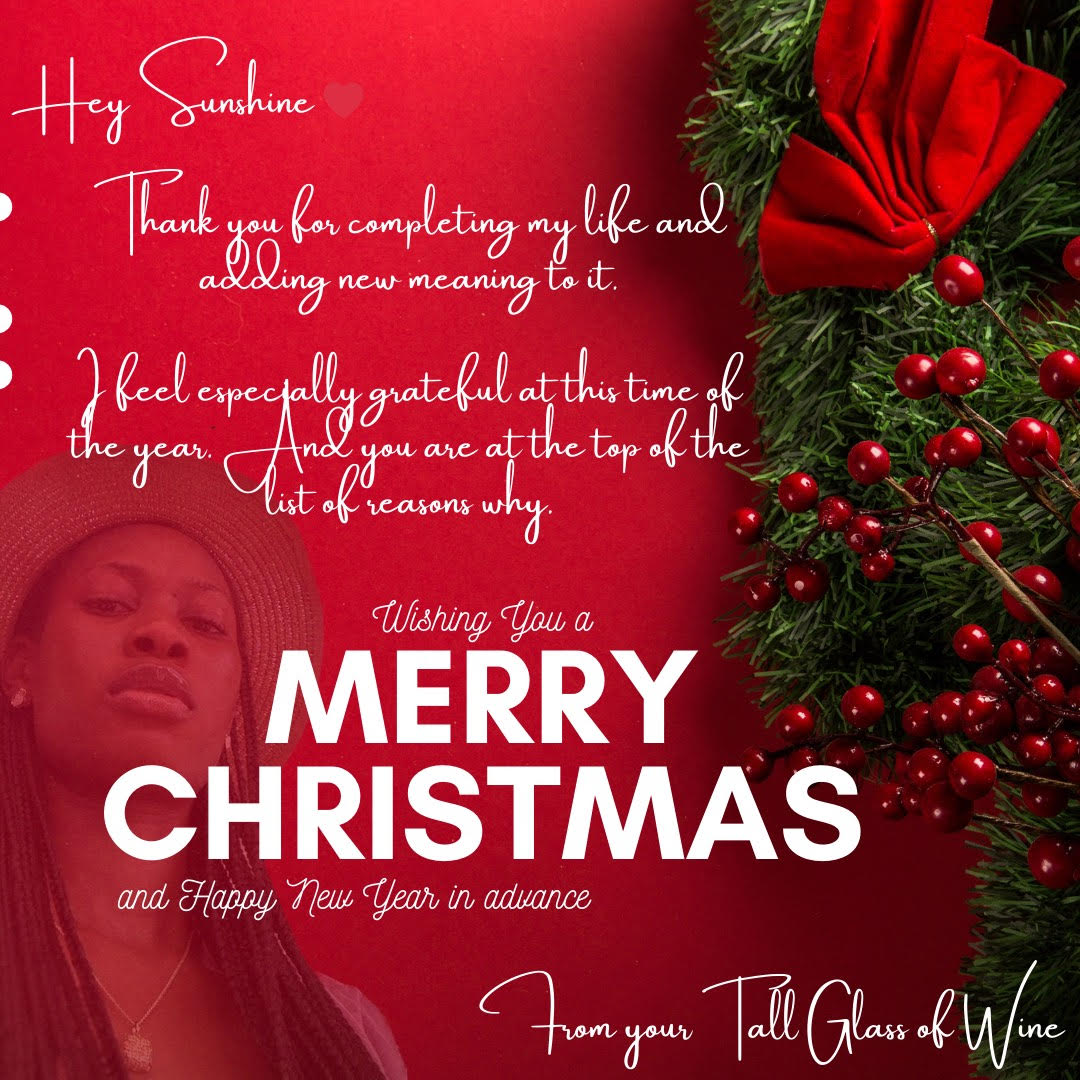 Hey Sunshine
Thank you for completing my life and
adding new meaning to it.
I feel especially grateful at this time of
the year. And you are at the top of the
list of reasons why.
Wishing You a
MERRY
CHRISTMAS
and Happy New Year in advance
From your Tall Glass of Wine